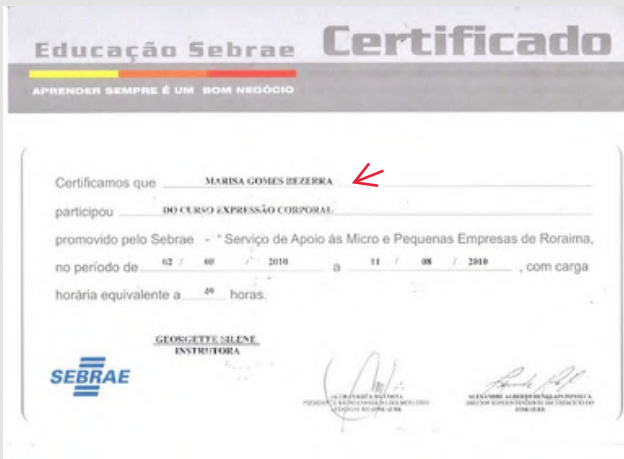 Educação Sebrae Certificado
APRENDER SEMPRE É UM BOM NEGÓCIO
Certificamos que MARISA GOMES BEZERRA
participou DO CURSO EXPRESSÃO CORPORAL
promovido pelo Sebrae - " Serviço de Apoio às Micro e Pequenas Empresas de Roraima,
no período de 02 / 08 / 2010 a 11 / 08 / 2010 , com carga
horária equivalente a horas.
GEORGETTE SILENE
INSTRUTORA
SEBRAE